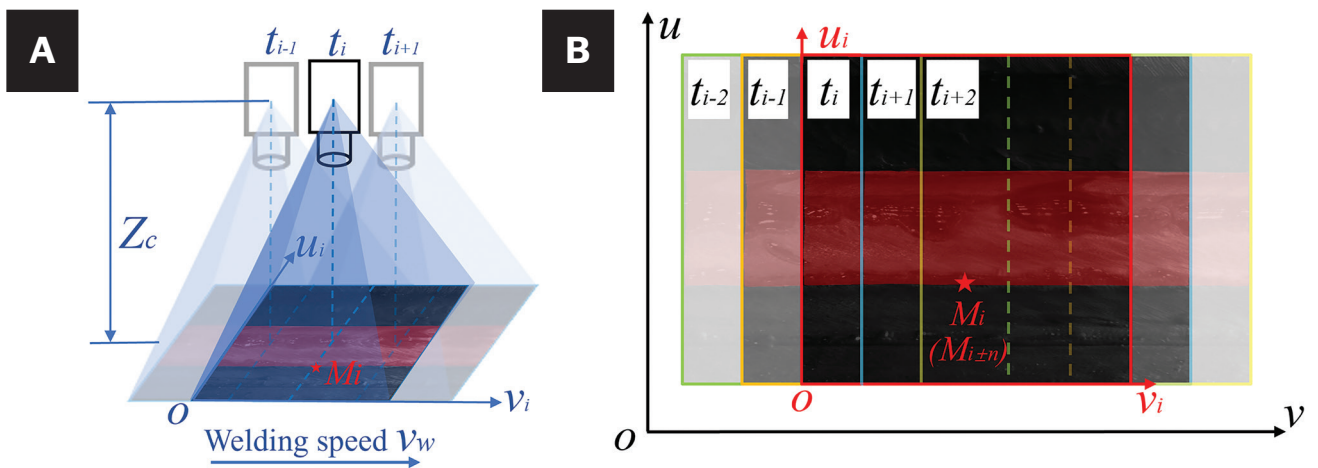 A
t_{i-1} t_i t_{i+1}
Z_c
u_i
M_i
o
v_i
Welding speed v_w
B
u
u_i
t_{i-2} t_{i-1} t_i t_{i+1} t_{i+2}
M_i
(M_{i±n})
o
v_i
o
v